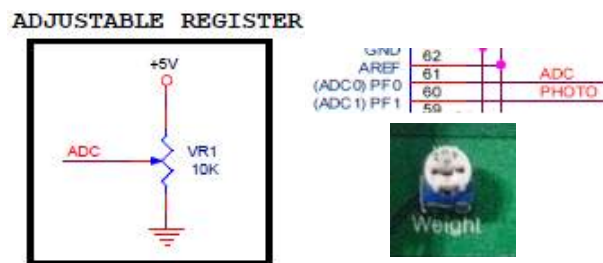 ADJUSTABLE REGISTER
+5V
ADC
VR1
10K
GND
62
AREF
61
(ADC0) PF0
ADC
60
(ADC1) PF1
PHOTO
59
Weight